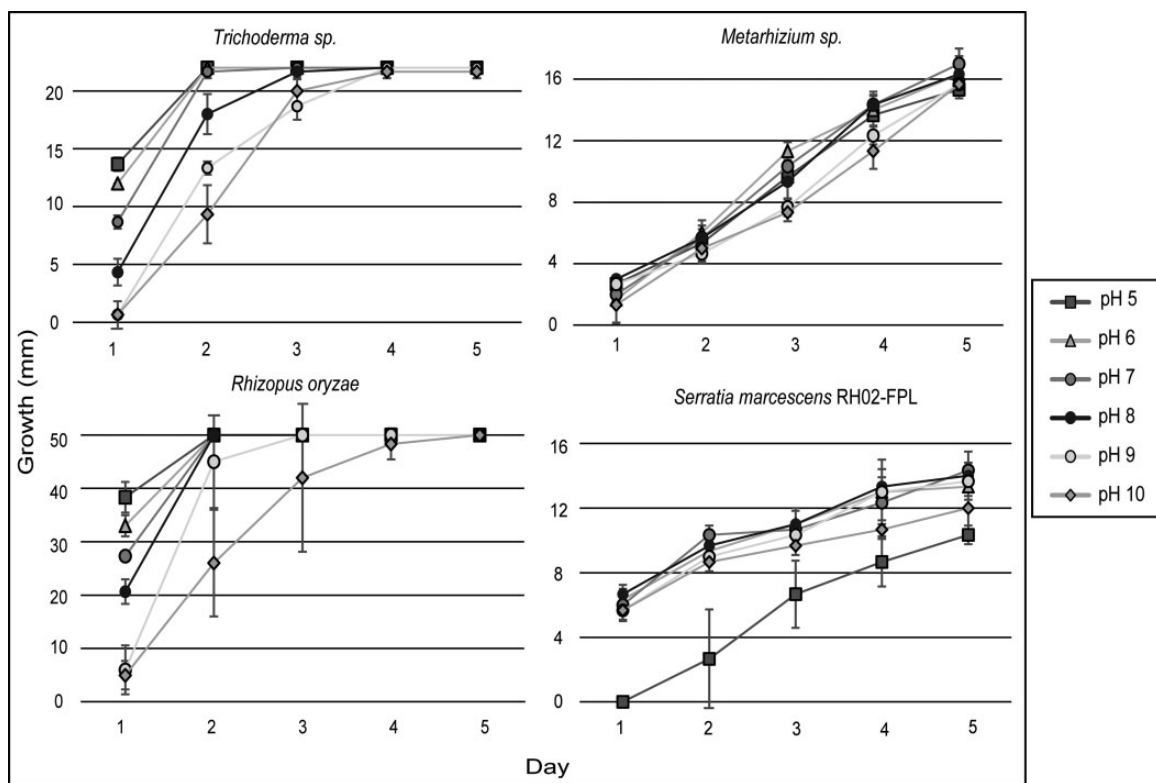 Trichoderma sp.
20
15
10
5
0
1 2 3 4 5
Metarhizium sp.
16
12
8
4
0
1 2 3 4 5
Rhizopus oryzae
50
40
30
20
10
0
1 2 3 4 5
Serratia marcescens RH02-FPL
16
12
8
4
0
1 2 3 4 5
Growth (mm)
Day
pH 5
pH 6
pH 7
pH 8
pH 9
pH 10